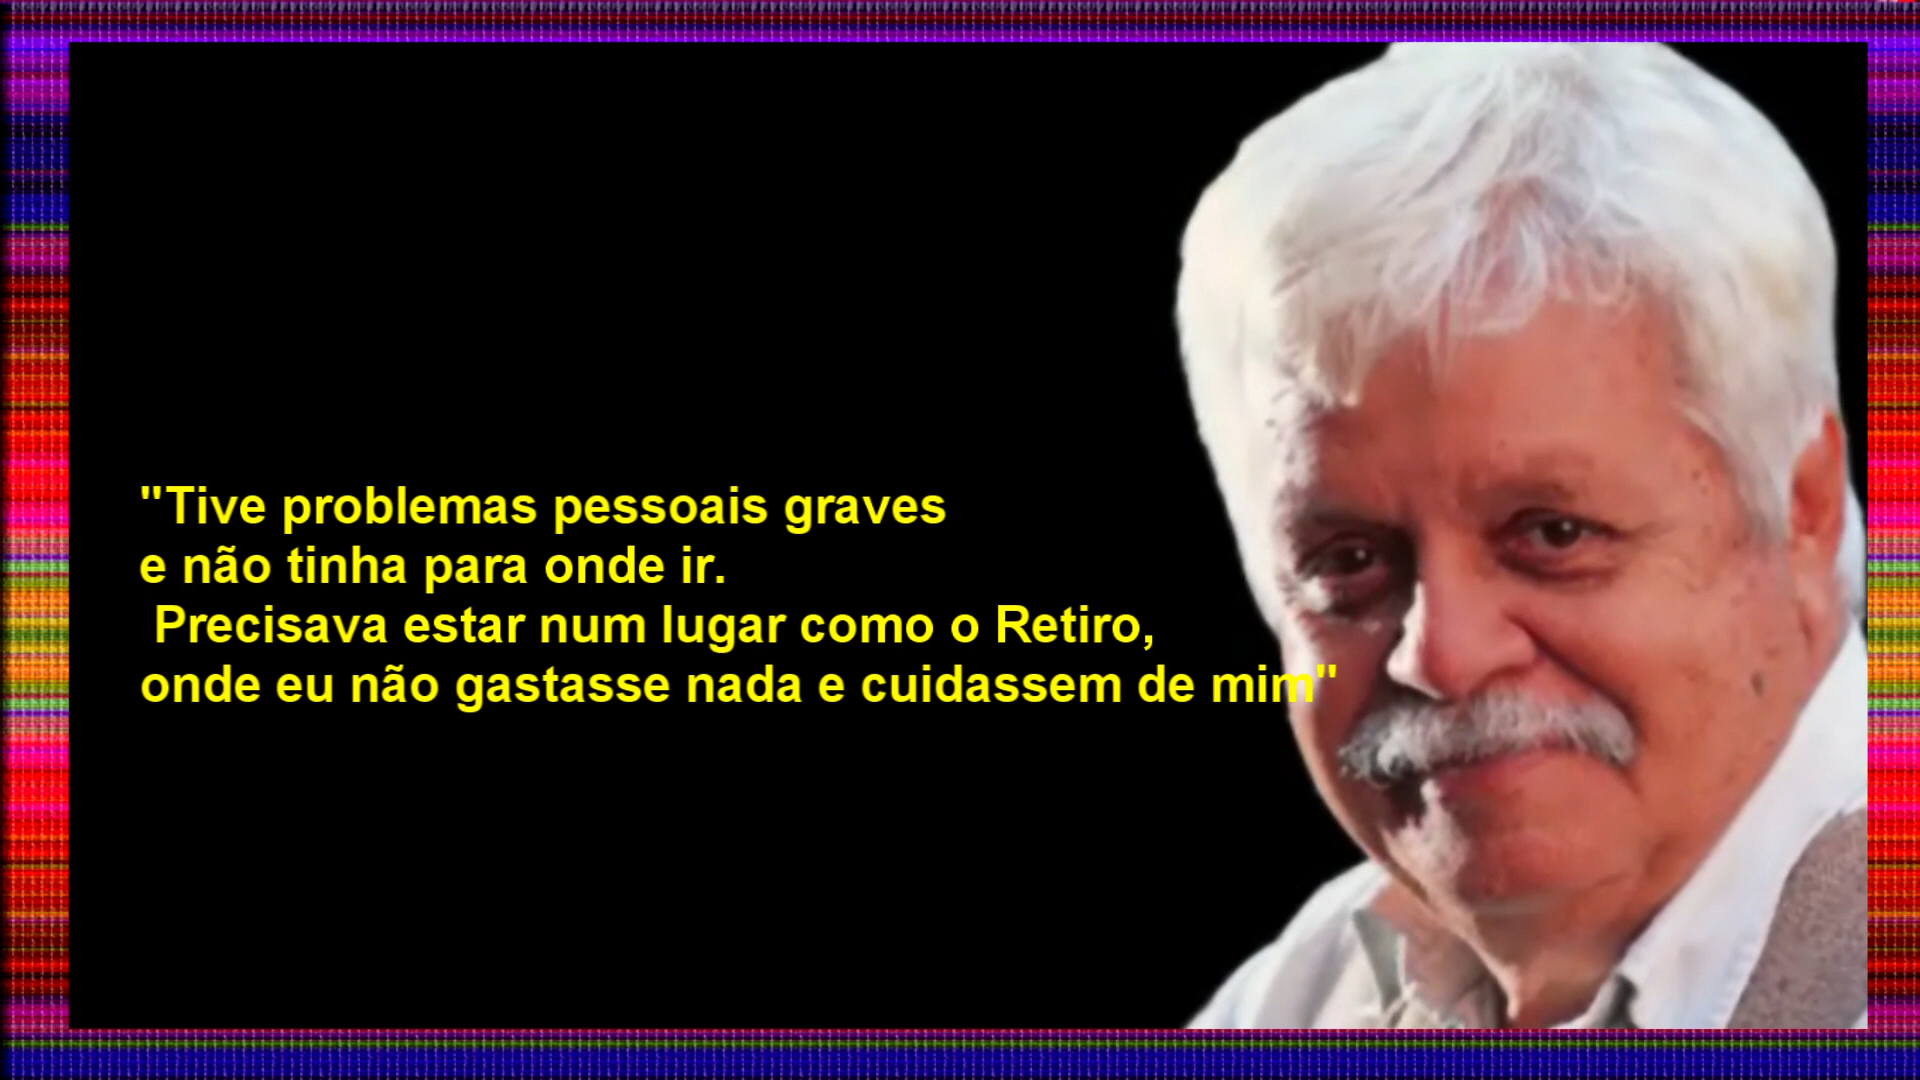 "Tive problemas pessoais graves
e não tinha para onde ir.
Precisava estar num lugar como o Retiro,
onde eu não gastasse nada e cuidassem de mim"